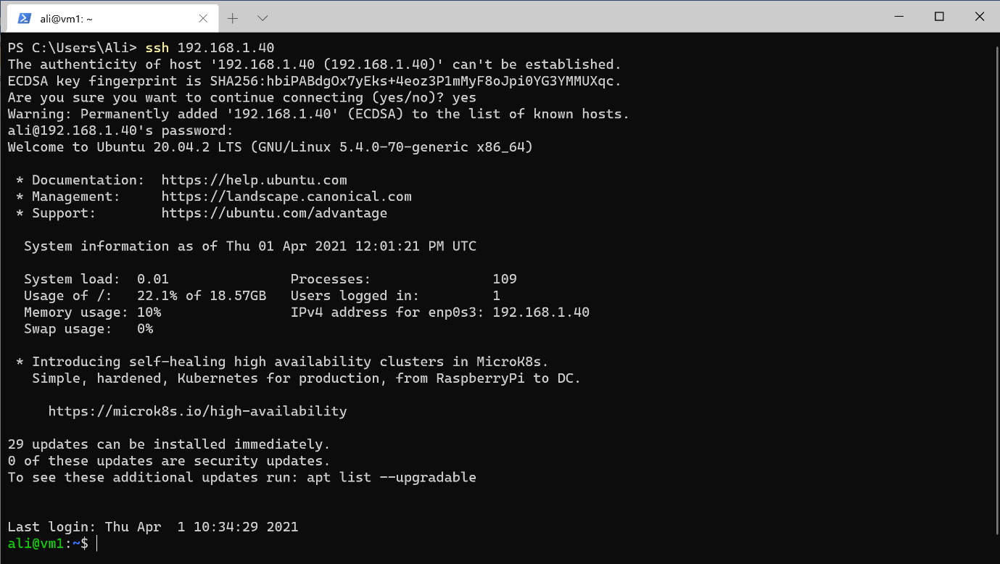 ali@vm1: ~
PS C:\Users\Ali> ssh 192.168.1.40
The authenticity of host '192.168.1.40 (192.168.1.40)' can't be established.
ECDSA key fingerprint is SHA256:hbiPABdgOx7yEks+4eoz3P1mMyF8oJpi0YG3YMMUXqc.
Are you sure you want to continue connecting (yes/no)? yes
Warning: Permanently added '192.168.1.40' (ECDSA) to the list of known hosts.
ali@192.168.1.40's password:
Welcome to Ubuntu 20.04.2 LTS (GNU/Linux 5.4.0-70-generic x86_64)

 * Documentation:  https://help.ubuntu.com
 * Management:     https://landscape.canonical.com
 * Support:        https://ubuntu.com/advantage

  System information as of Thu 01 Apr 2021 12:01:21 PM UTC

  System load:  0.01               Processes:               109
  Usage of /:   22.1% of 18.57GB   Users logged in:         1
  Memory usage: 10%                IPv4 address for enp0s3: 192.168.1.40
  Swap usage:   0%

 * Introducing self-healing high availability clusters in MicroK8s.
   Simple, hardened, Kubernetes for production, from RaspberryPi to DC.

     https://microk8s.io/high-availability

29 updates can be installed immediately.
0 of these updates are security updates.
To see these additional updates run: apt list --upgradable

Last login: Thu Apr  1 10:34:29 2021
ali@vm1:~$